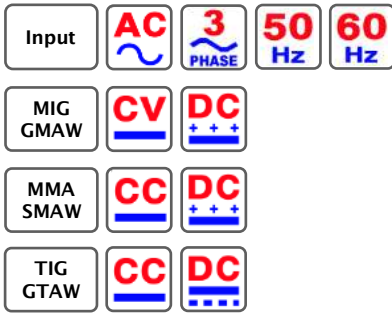 Input AC 3 PHASE 50 Hz 60 Hz
MIG GMAW CV DC + + +
MMA SMAW CC DC + + +
TIG GTAW CC DC